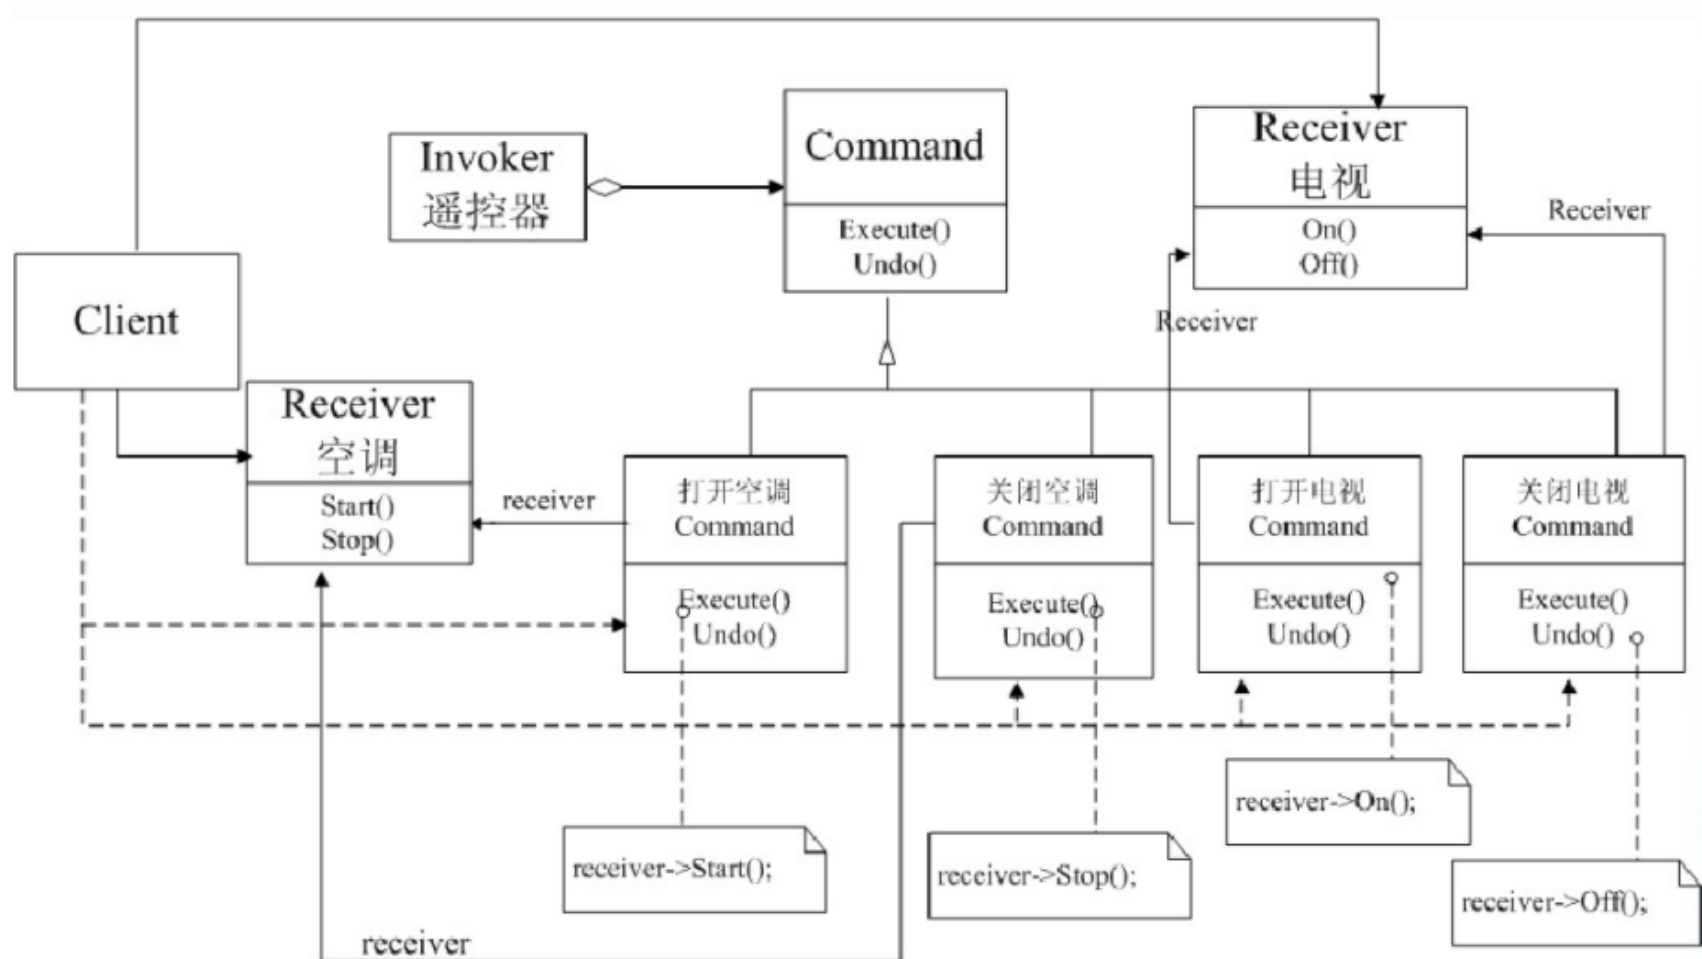 Invoker
遥控器
Command
Execute()
Undo()
Receiver
电视
On()
Off()
Receiver
Receiver
Client
Receiver
空调
Start()
Stop()
receiver
打开空调
Command
Execute()
Undo()
关闭空调
Command
Execute()
Undo()
打开电视
Command
Execute()
Undo()
关闭电视
Command
Execute()
Undo()
receiver->Start();
receiver->Stop();
receiver->On();
receiver->Off();
receiver